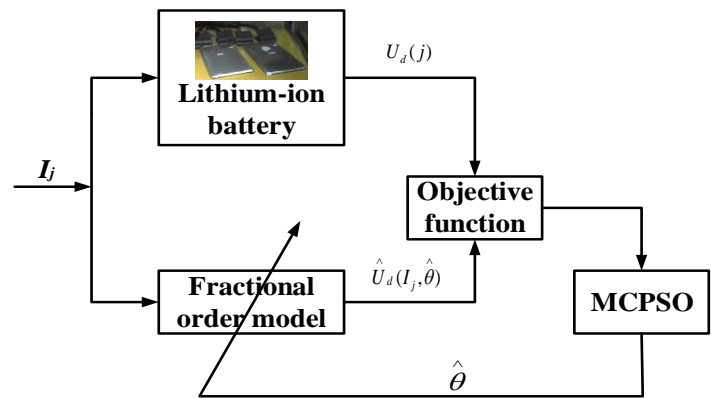 Lithium-ion
battery
U_d(j)
I_j
Objective
function
Fractional
order model
Û_d(I_j,θ̂)
MCPSO
θ̂